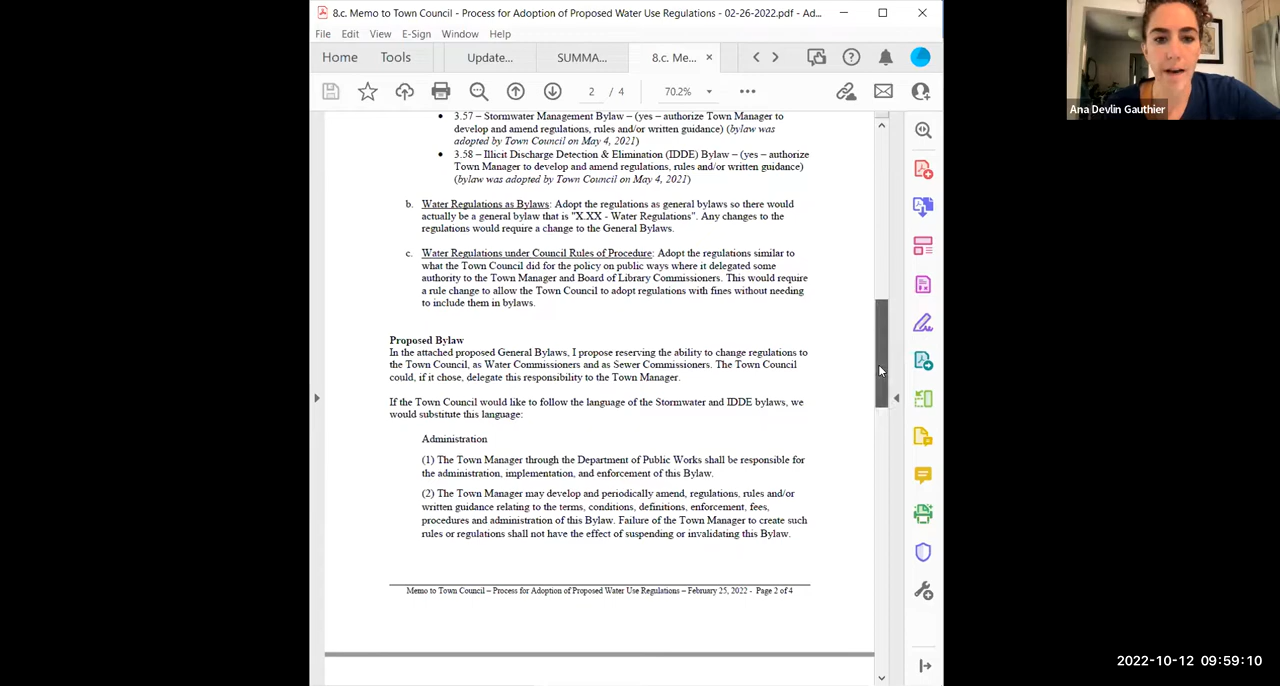 8.c. Memo to Town Council - Process for Adoption of Proposed Water Use Regulations - 02-26-2022.pdf - Ad...
File Edit View E-Sign Window Help
Home Tools Update... SUMMA... 8.c. Me... ×
2 / 4 70.2%
Ana Devlin Gauthier
• 3.57 – Stormwater Management Bylaw – (yes – authorize Town Manager to
develop and amend regulations, rules and/or written guidance) (bylaw was
adopted by Town Council on May 4, 2021)
• 3.58 – Illicit Discharge Detection & Elimination (IDDE) Bylaw – (yes – authorize
Town Manager to develop and amend regulations, rules and/or written guidance)
(bylaw was adopted by Town Council on May 4, 2021)
b. Water Regulations as Bylaws: Adopt the regulations as general bylaws so there would
actually be a general bylaw that is "X.XX - Water Regulations". Any changes to the
regulations would require a change to the General Bylaws.
c. Water Regulations under Council Rules of Procedure: Adopt the regulations similar to
what the Town Council did for the policy on public ways where it delegated some
authority to the Town Manager and Board of Library Commissioners. This would require
a rule change to allow the Town Council to adopt regulations with fines without needing
to include them in bylaws.
Proposed Bylaw
In the attached proposed General Bylaws, I propose reserving the ability to change regulations to
the Town Council, as Water Commissioners and as Sewer Commissioners. The Town Council
could, if it chose, delegate this responsibility to the Town Manager.
If the Town Council would like to follow the language of the Stormwater and IDDE bylaws, we
would substitute this language:
Administration
(1) The Town Manager through the Department of Public Works shall be responsible for
the administration, implementation, and enforcement of this Bylaw.
(2) The Town Manager may develop and periodically amend, regulations, rules and/or
written guidance relating to the terms, conditions, definitions, enforcement, fees,
procedures and administration of this Bylaw. Failure of the Town Manager to create such
rules or regulations shall not have the effect of suspending or invalidating this Bylaw.
Memo to Town Council – Process for Adoption of Proposed Water Use Regulations – February 25, 2022 - Page 2 of 4
2022-10-12 09:59:10